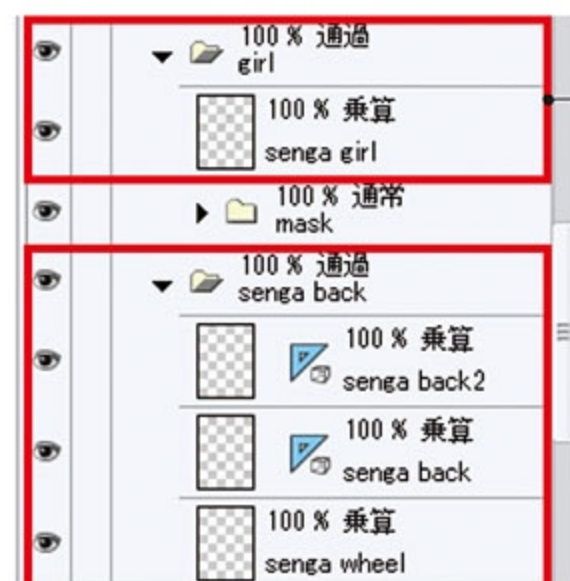 100 % 通過
girl
100 % 乗算
senga girl
100 % 通常
mask
100 % 通過
senga back
100 % 乗算
senga back2
100 % 乗算
senga back
100 % 乗算
senga wheel